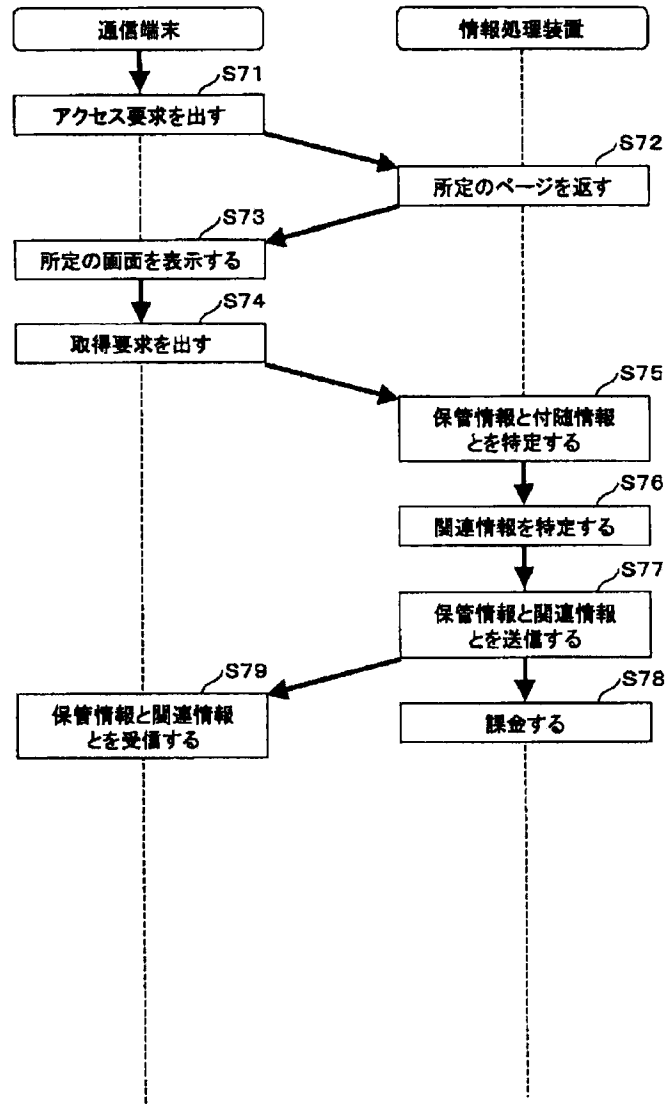 通信端末
情報処理装置
S71
アクセス要求を出す
S72
所定のページを返す
S73
所定の画面を表示する
S74
取得要求を出す
S75
保管情報と付随情報
とを特定する
S76
関連情報を特定する
S77
保管情報と関連情報
とを送信する
S78
課金する
S79
保管情報と関連情報
とを受信する